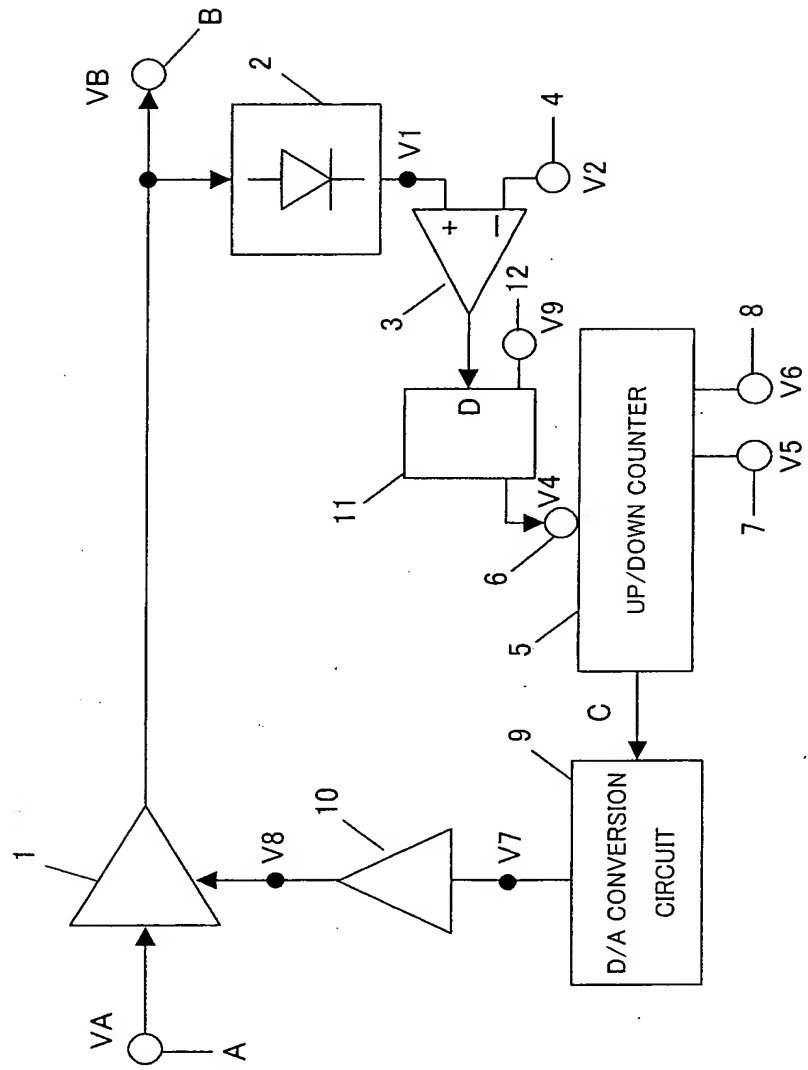 VA
A
1
VB
B
2
V1
+
−
3
4
V2
D
11
12
V9
V4
6
UP/DOWN COUNTER
5
7
V5
V6
8
C
D/A CONVERSION
CIRCUIT
9
V7
10
V8